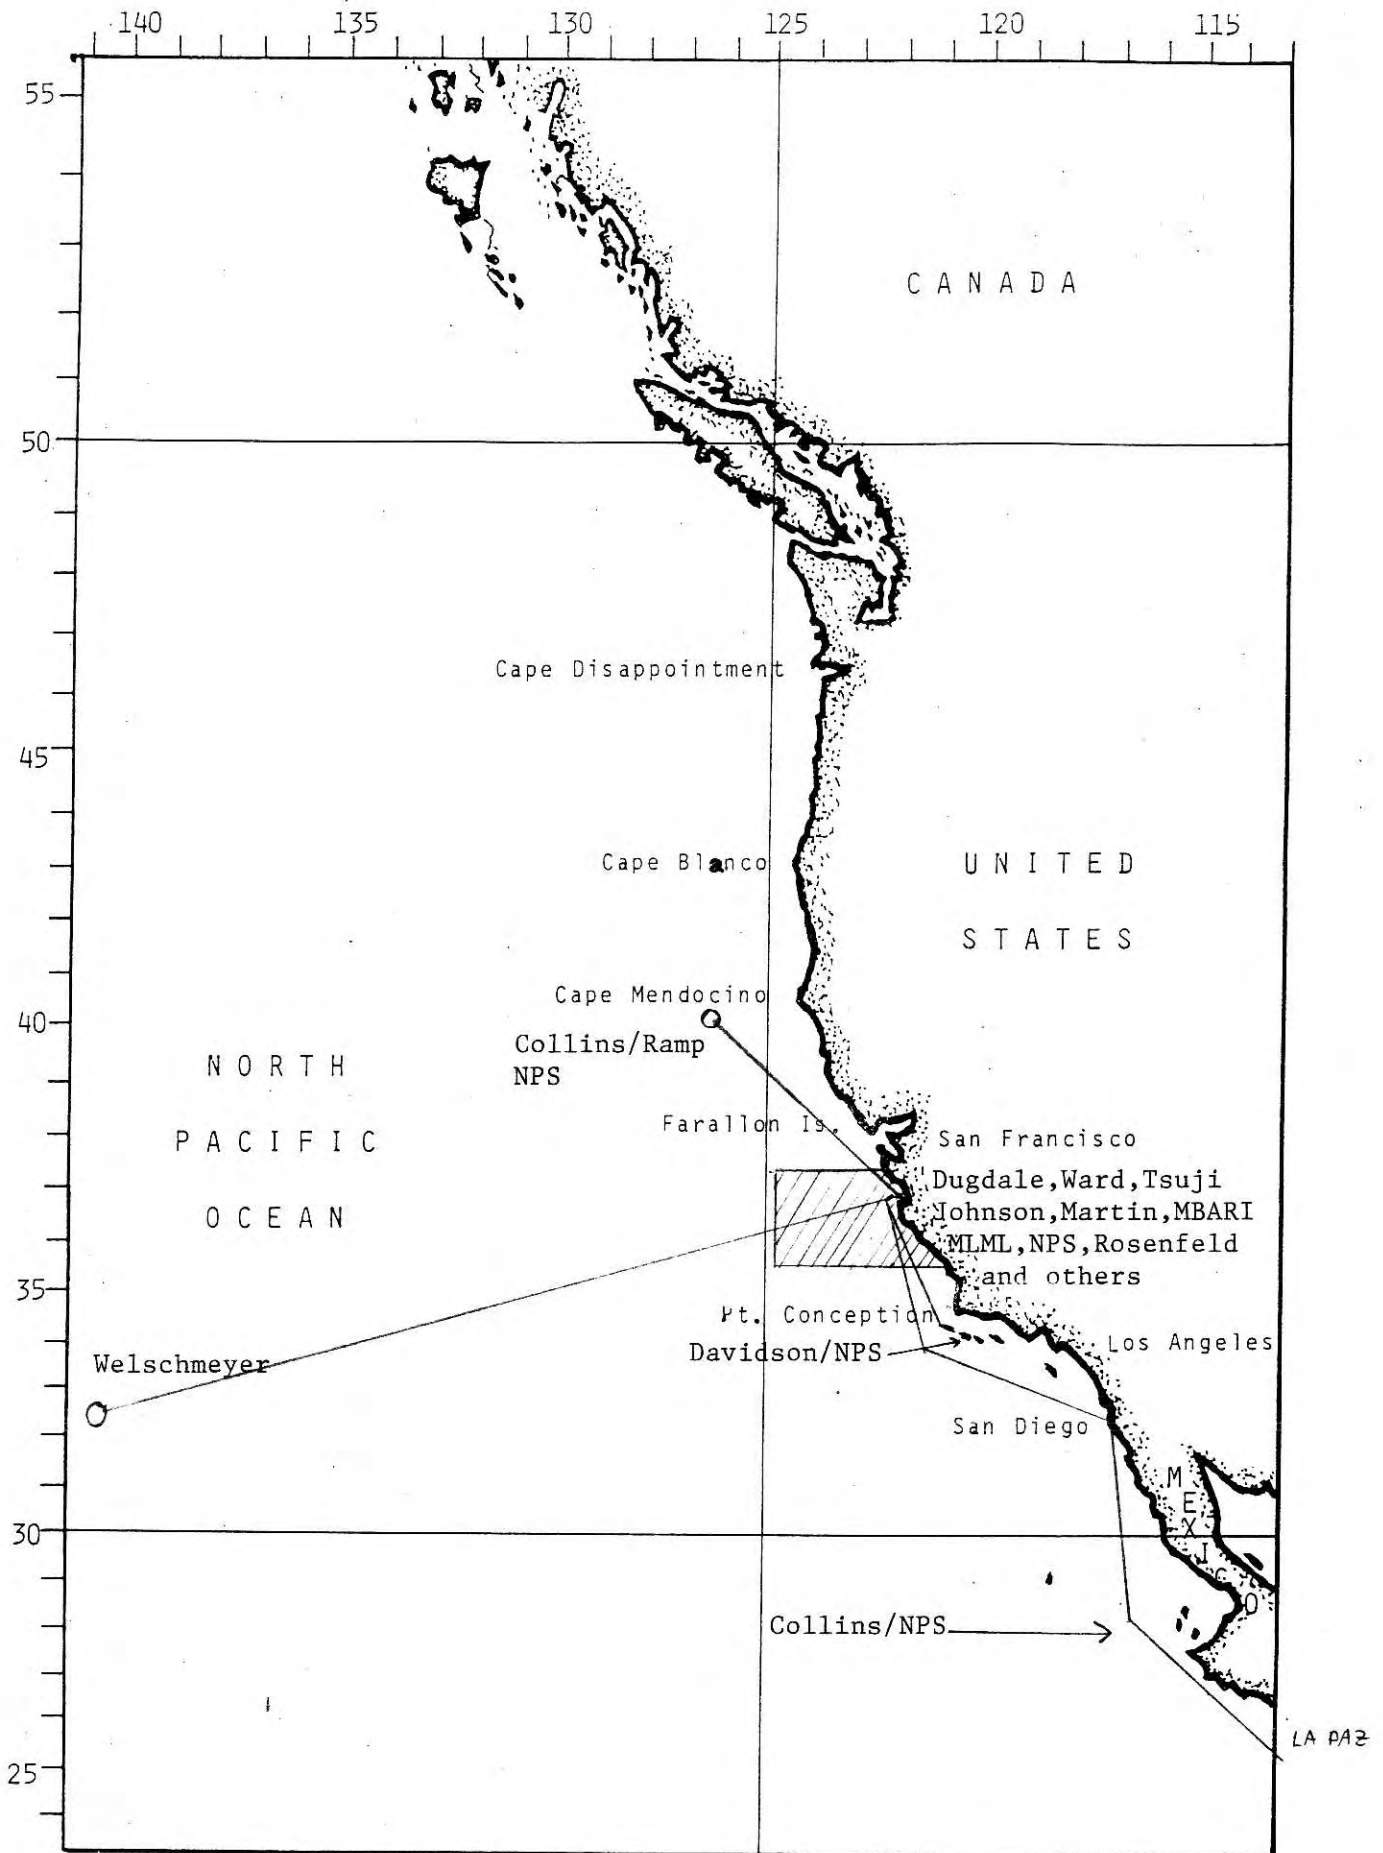 140 135 130 125 120 115
55
CANADA
50
Cape Disappointment
45
Cape Blanco
UNITED
STATES
Cape Mendocino
40
Collins/Ramp
NPS
NORTH
PACIFIC
OCEAN
Farallon Is.
San Francisco
Dugdale,Ward,Tsuji
Johnson,Martin,MBARI
MLML,NPS,Rosenfeld
and others
35
Pt. Conception
Davidson/NPS
Los Angeles
Welschmeyer
San Diego
MEXICO
30
Collins/NPS
LA PAZ
25